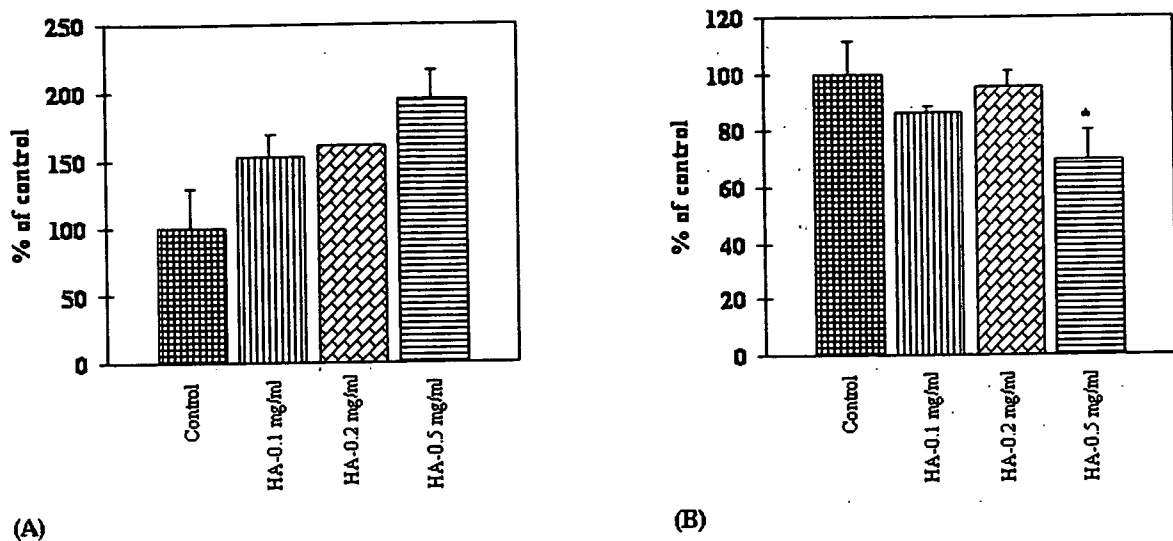 250
200
150
100
50
0
% of control
Control
HA-0.1 mg/ml
HA-0.2 mg/ml
HA-0.5 mg/ml
(A)
120
100
80
60
40
20
0
% of control
*
Control
HA-0.1 mg/ml
HA-0.2 mg/ml
HA-0.5 mg/ml
(B)